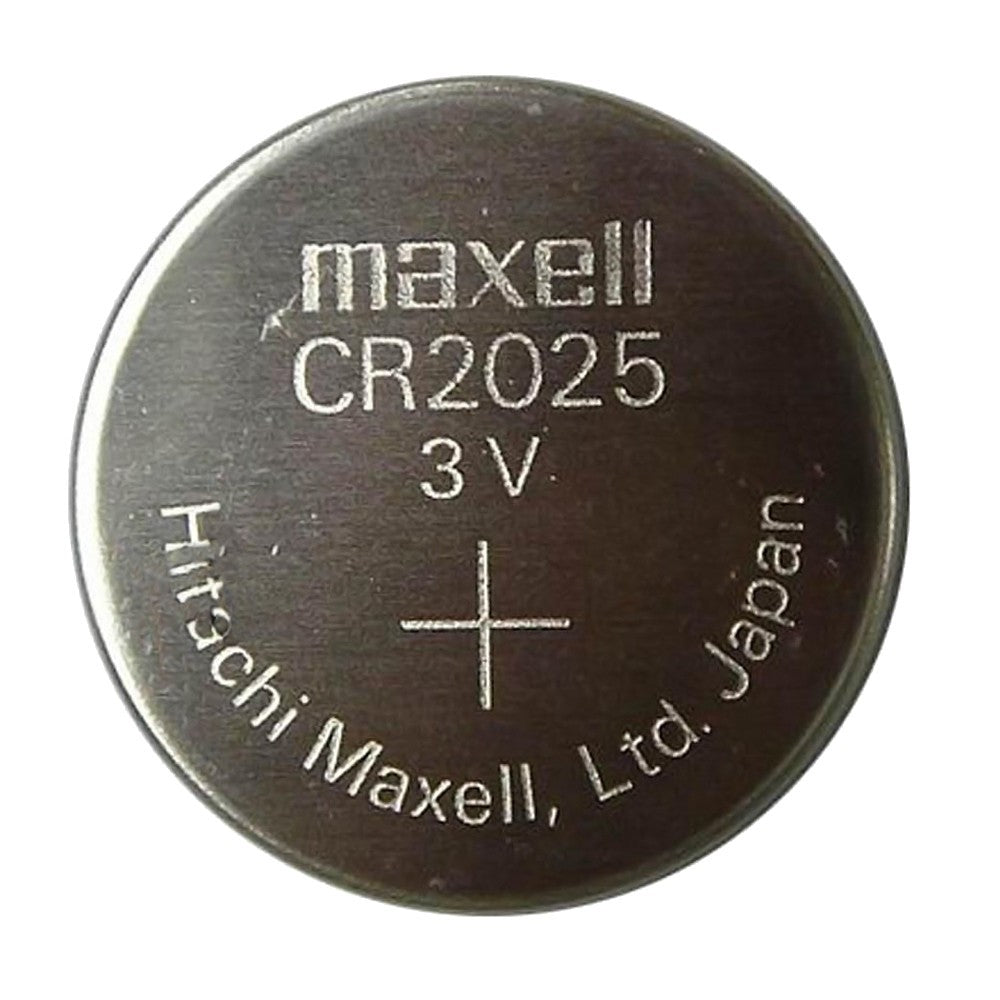 maxell
CR2025
3V
+
Hitachi Maxell, Ltd. Japan